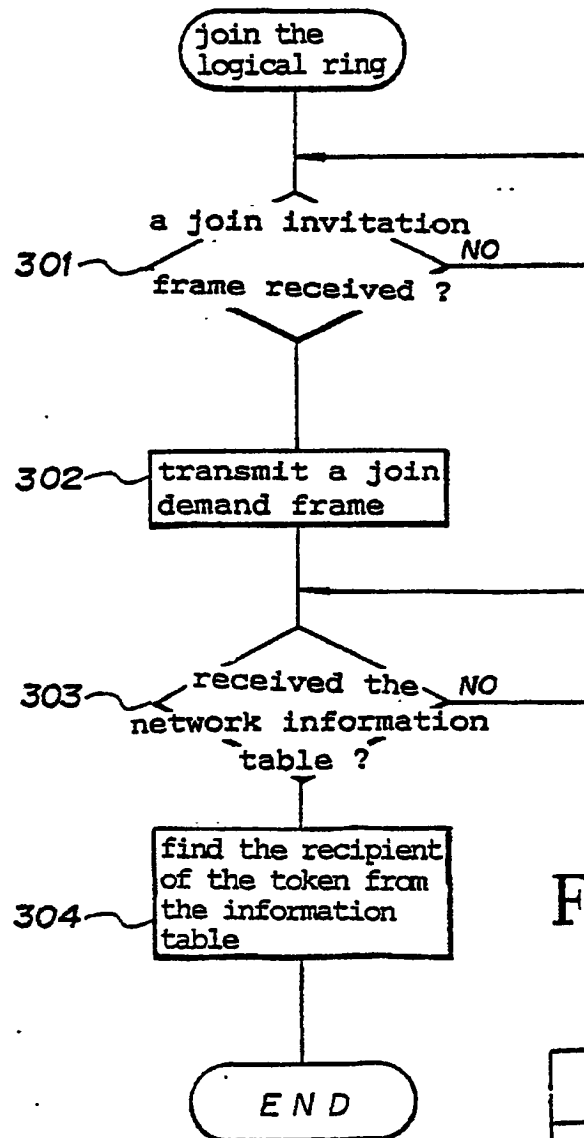 join the
logical ring
a join invitation
301
NO
frame received ?
302
transmit a join
demand frame
303
received the
NO
network information
table ?
304
find the recipient
of the token from
the information
table
F
END